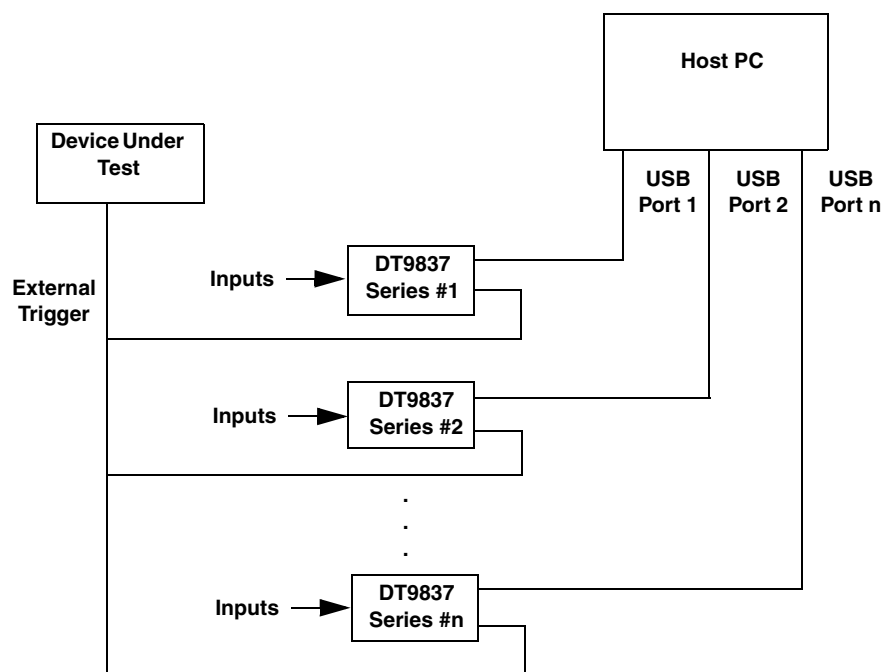 Host PC
Device Under
Test
USB
Port 1
USB
Port 2
USB
Port n
External
Trigger
Inputs
DT9837
Series #1
Inputs
DT9837
Series #2
.
.
.
Inputs
DT9837
Series #n